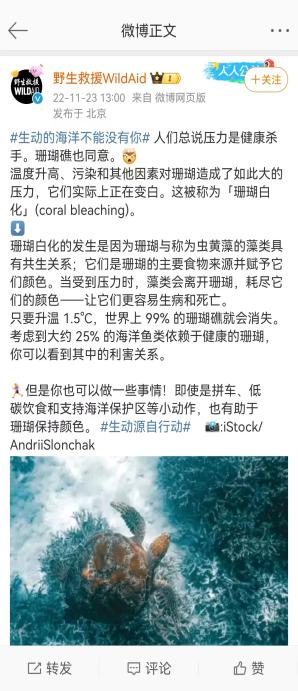 微博正文
野生救援
WILDAID
野生救援WildAid
人人公益
+关注
22-11-23 13:00 来自 微博网页版
发布于 北京
#生动的海洋不能没有你# 人们总说压力是健康杀
手。珊瑚礁也同意。🤯
温度升高、污染和其他因素对珊瑚造成了如此大的
压力，它们实际上正在变白。这被称为「珊瑚白
化」(coral bleaching)。
⬇️
珊瑚白化的发生是因为珊瑚与称为虫黄藻的藻类具
有共生关系；它们是珊瑚的主要食物来源并赋予它
们颜色。当受到压力时，藻类会离开珊瑚，耗尽它
们的颜色——让它们更容易生病和死亡。
只要升温 1.5℃，世界上 99% 的珊瑚礁就会消失。
考虑到大约 25% 的海洋鱼类依赖于健康的珊瑚，
你可以看到其中的利害关系。
🏃‍♀️但是你也可以做一些事情！即使是拼车、低
碳饮食和支持海洋保护区等小动作，也有助于
珊瑚保持颜色。#生动源自行动# 📷:iStock/
AndriiSlonchak
转发
评论
赞